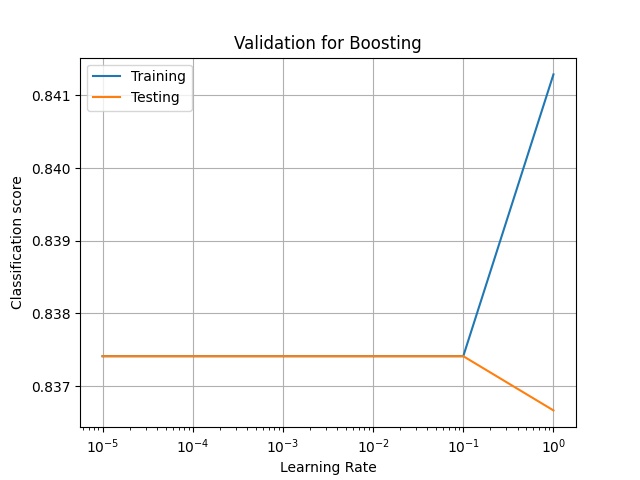 Validation for Boosting
Training
Testing
0.841
0.840
0.839
0.838
0.837
Classification score
10⁻⁵
10⁻⁴
10⁻³
10⁻²
10⁻¹
10⁰
Learning Rate